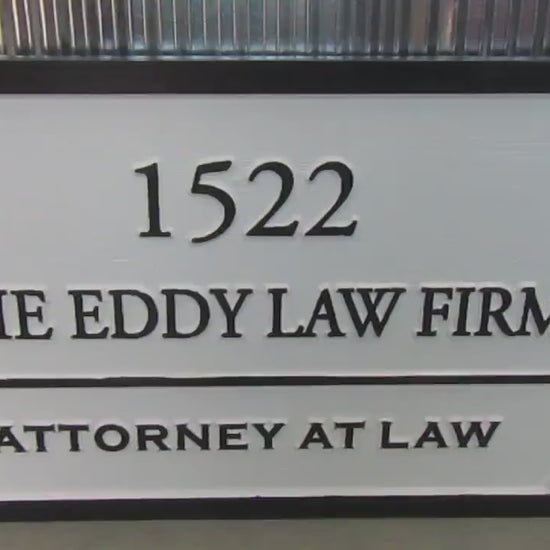 1522
HE EDDY LAW FIRM
ATTORNEY AT LAW